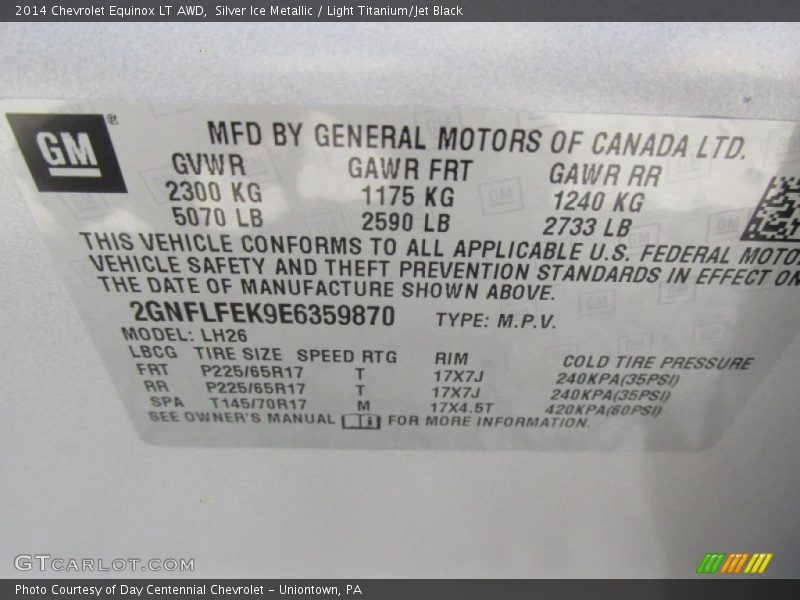 2014 Chevrolet Equinox LT AWD, Silver Ice Metallic / Light Titanium/Jet Black
GM®
MFD BY GENERAL MOTORS OF CANADA LTD.
GVWR GAWR FRT GAWR RR
2300 KG 1175 KG 1240 KG
5070 LB 2590 LB 2733 LB
THIS VEHICLE CONFORMS TO ALL APPLICABLE U.S. FEDERAL MOTO
VEHICLE SAFETY AND THEFT PREVENTION STANDARDS IN EFFECT ON
THE DATE OF MANUFACTURE SHOWN ABOVE.
2GNFLFEK9E6359870 TYPE: M.P.V.
MODEL: LH26
LBCG TIRE SIZE SPEED RTG RIM COLD TIRE PRESSURE
FRT P225/65R17 T 17X7J 240KPA(35PSI)
RR P225/65R17 T 17X7J 240KPA(35PSI)
SPA T145/70R17 M 17X4.5T 420KPA(60PSI)
SEE OWNER'S MANUAL i FOR MORE INFORMATION.
GTCARLOT.COM
Photo Courtesy of Day Centennial Chevrolet - Uniontown, PA